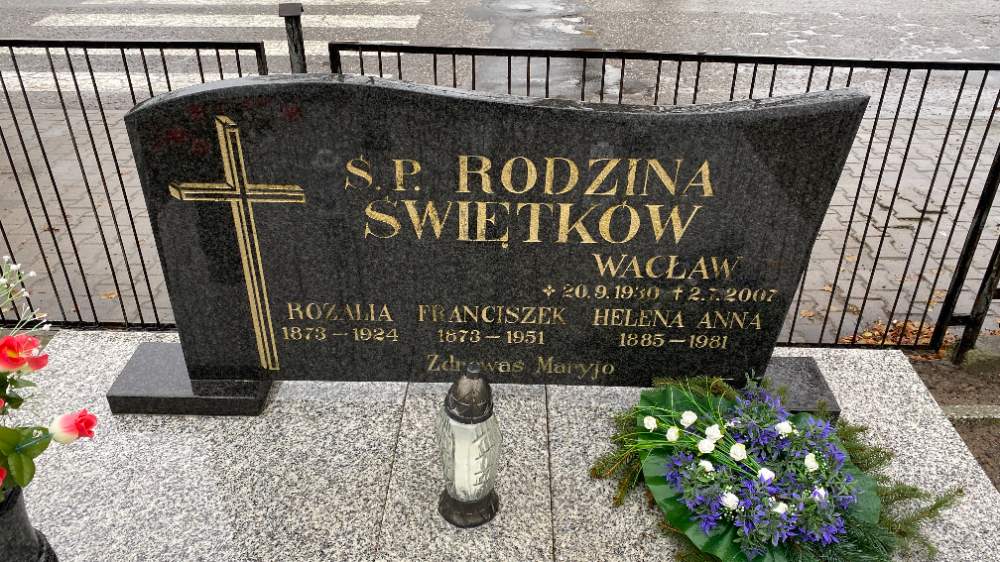 Ś.P. RODZINA
ŚWIĘTKÓW
WACŁAW
20.9.1930 ✝ 2.7.2007
ROZALIA FRANCISZEK HELENA ANNA
1873–1924 1873–1951 1885–1981
Zdrowaś Maryjo